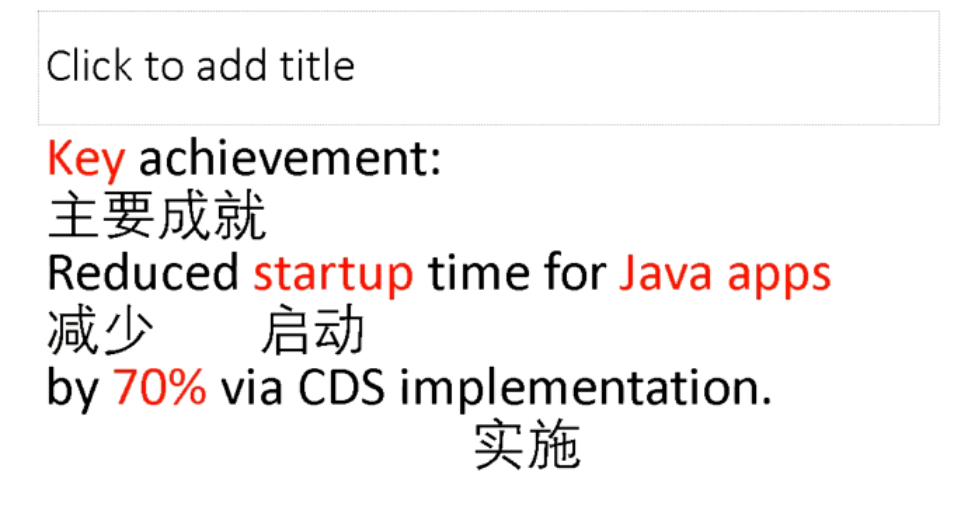 Click to add title
Key achievement:
主要成就
Reduced startup time for Java apps
减少 启动
by 70% via CDS implementation.
实施